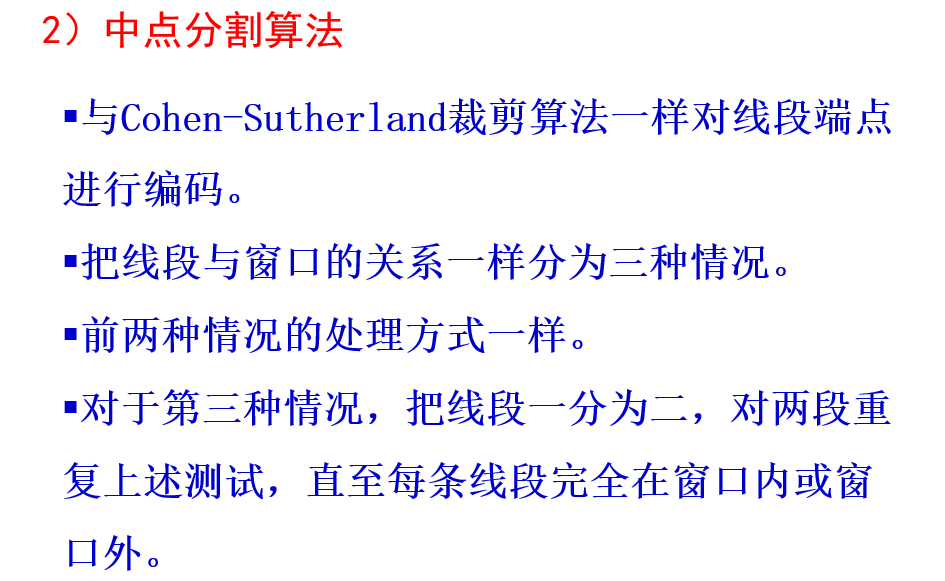 2）中点分割算法
▪与Cohen-Sutherland裁剪算法一样对线段端点
进行编码。
▪把线段与窗口的关系一样分为三种情况。
▪前两种情况的处理方式一样。
▪对于第三种情况，把线段一分为二，对两段重
复上述测试，直至每条线段完全在窗口内或窗
口外。